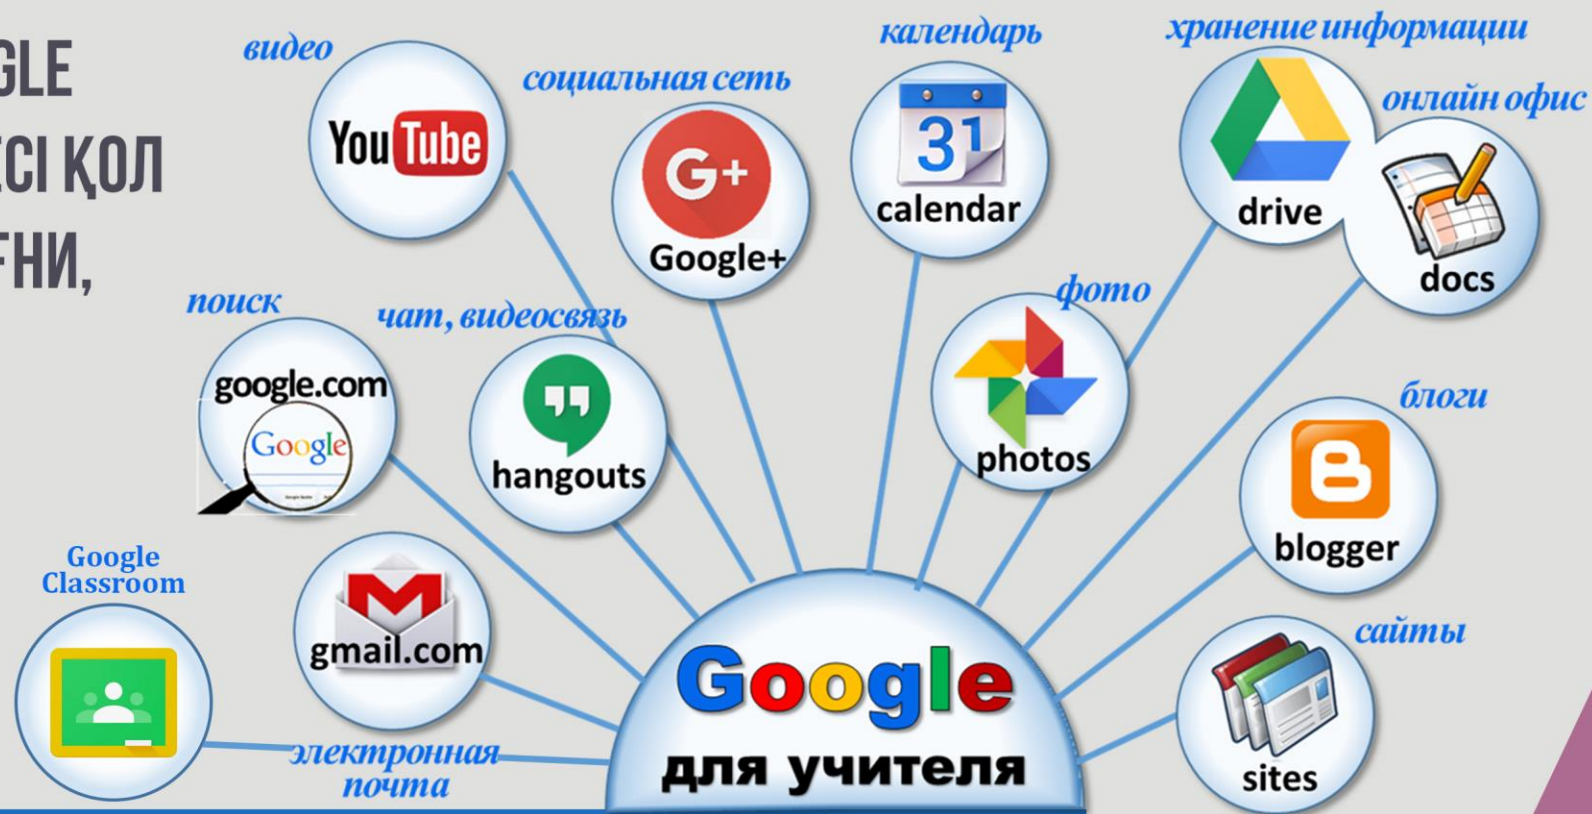 GLE
ЕСІ ҚОЛ
ҒНИ,
видео
YouTube
социальная сеть
G+
Google+
календарь
31
calendar
хранение информации
drive
онлайн офис
docs
поиск
google.com
Google
чат, видеосвязь
hangouts
фото
photos
блоги
blogger
Google
Classroom
gmail.com
электронная
почта
сайты
sites
Google
для учителя